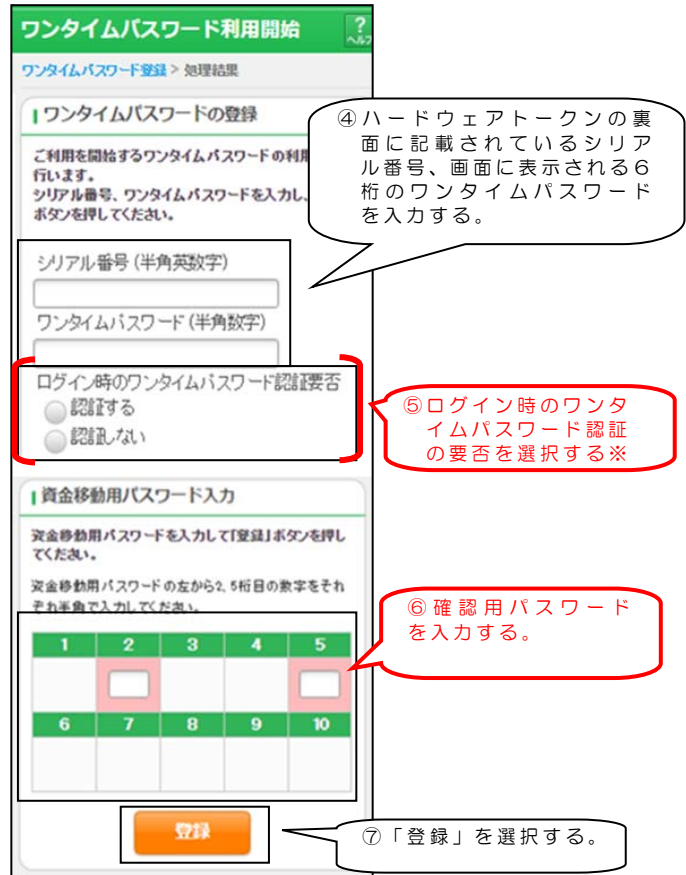 ワンタイムパスワード利用開始
?
ヘルプ
ワンタイムパスワード登録 > 処理結果
ワンタイムパスワードの登録
ご利用を開始するワンタイムパスワードの利用
行います。
シリアル番号、ワンタイムパスワードを入力し、
ボタンを押してください。
④ハードウェアトークンの裏
面に記載されているシリア
ル番号、画面に表示される6
桁のワンタイムパスワード
を入力する。
シリアル番号(半角英数字)
ワンタイムパスワード(半角数字)
ログイン時のワンタイムパスワード認証要否
認証する
認証しない
⑤ログイン時のワンタ
イムパスワード認証
の要否を選択する※
資金移動用パスワード入力
資金移動用パスワードを入力して「登録」ボタンを押し
てください。
資金移動用パスワードの左から2, 5桁目の数字をそれ
ぞれ半角で入力してください。
⑥確認用パスワード
を入力する。
1 2 3 4 5
6 7 8 9 10
登録
⑦「登録」を選択する。